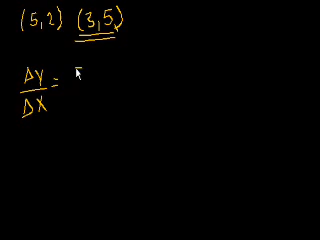 (5,2) (3,5)
ΔY/ΔX =